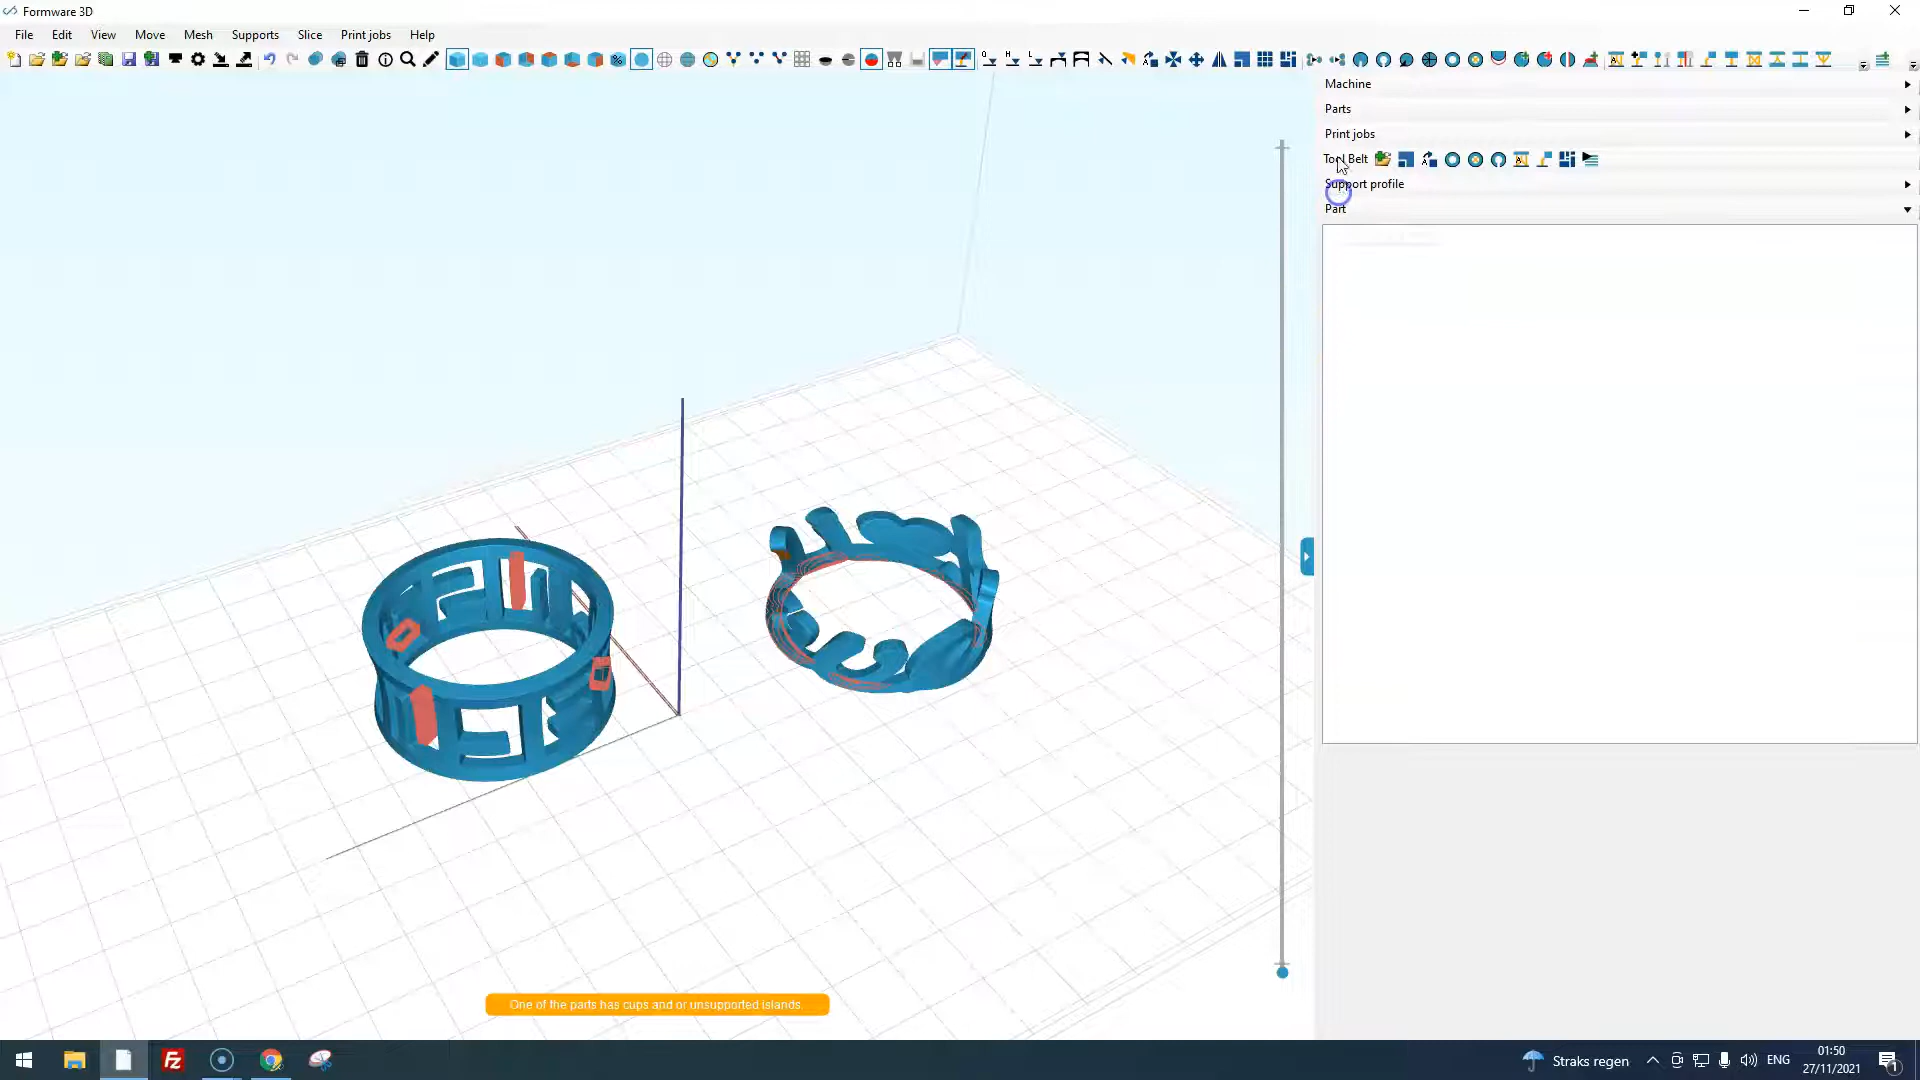 Formware 3D
File Edit View Move Mesh Supports Slice Print jobs Help
Machine
Parts
Print jobs
Tool Belt
Support profile
Part
One of the parts has cups and or unsupported islands.
Straks regen
ENG
01:50
27/11/2021